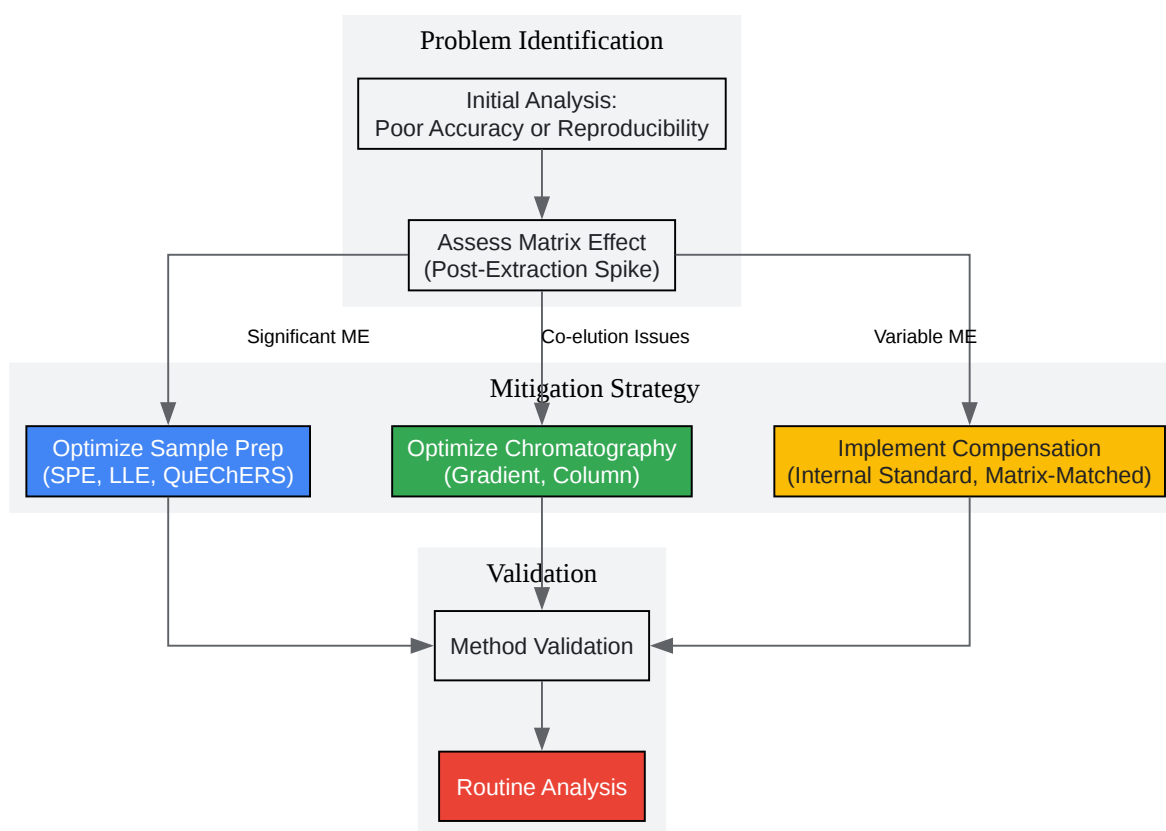 Problem Identification
Initial Analysis:
Poor Accuracy or Reproducibility
Assess Matrix Effect
(Post-Extraction Spike)
Significant ME
Co-elution Issues
Variable ME
Mitigation Strategy
Optimize Sample Prep
(SPE, LLE, QuEChERS)
Optimize Chromatography
(Gradient, Column)
Implement Compensation
(Internal Standard, Matrix-Matched)
Validation
Method Validation
Routine Analysis